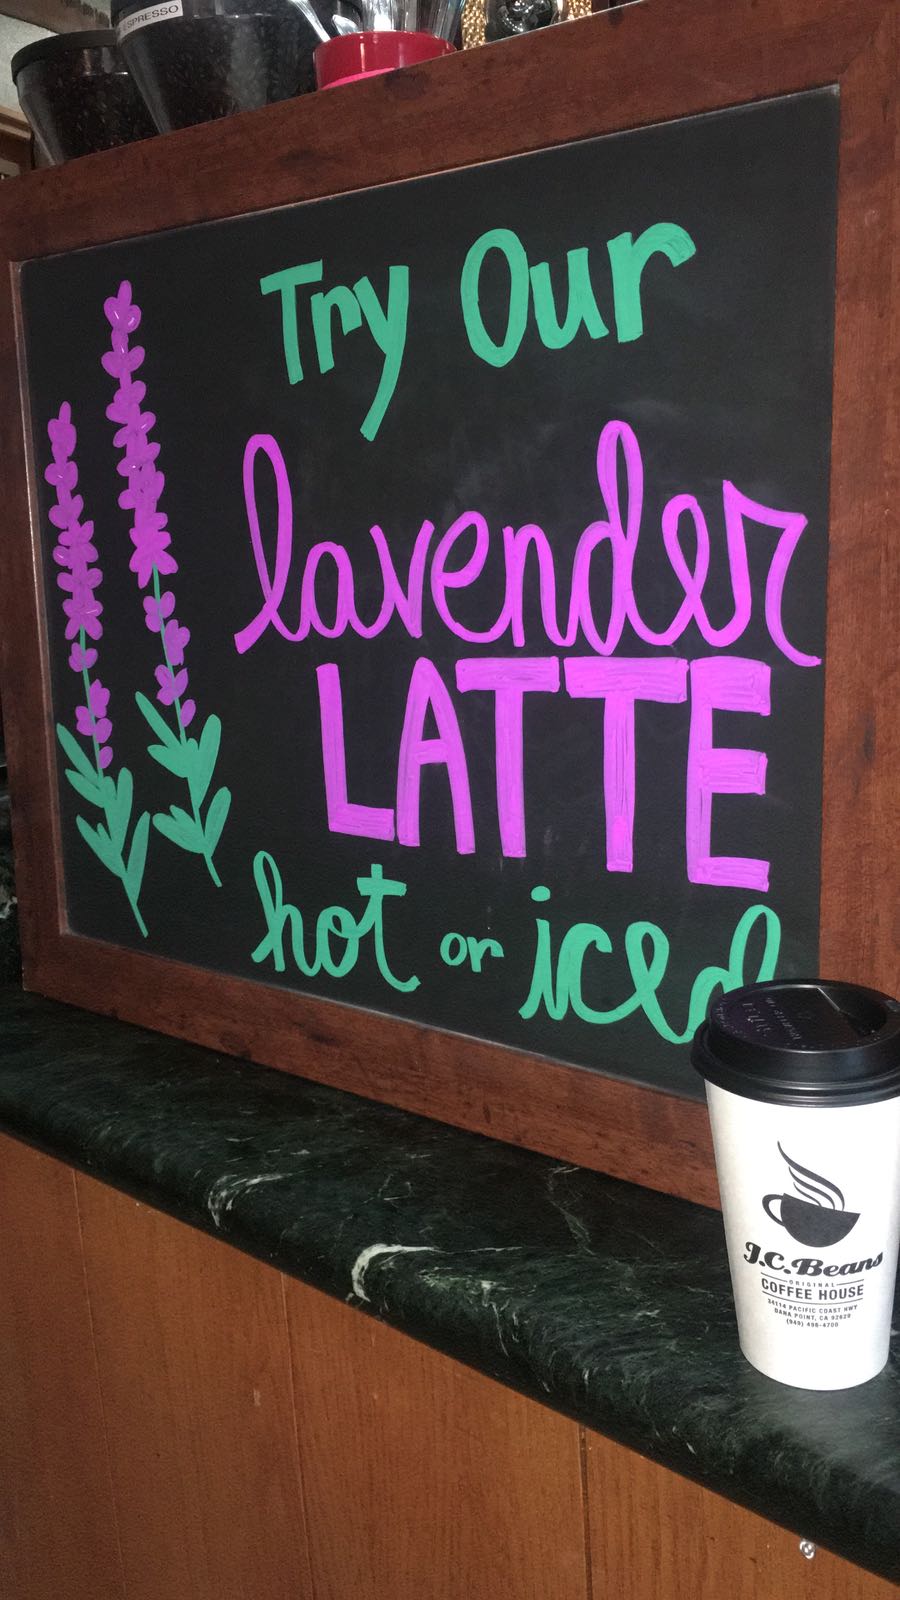 ESPRESSO
Try Our
lavender
LATTE
hot or iced
J.C. Beans
ORIGINAL
COFFEE HOUSE
34114 PACIFIC COAST HWY
DANA POINT, CA 92629
(949) 496-4700